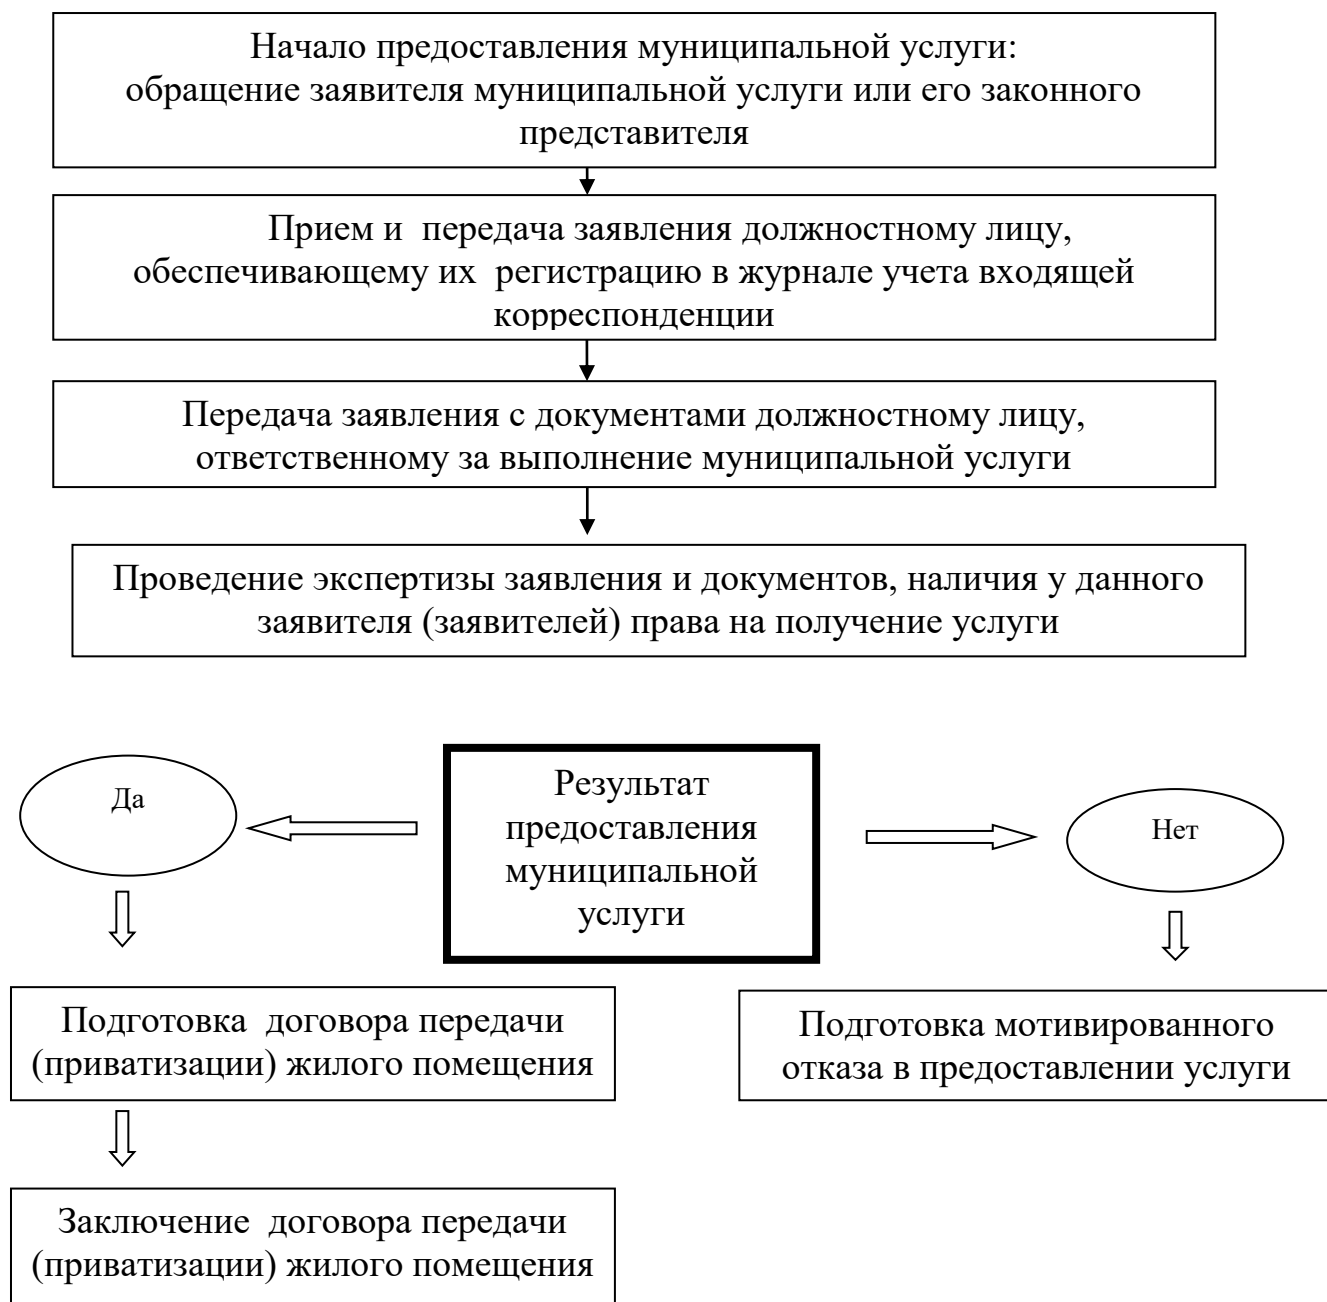 Начало предоставления муниципальной услуги:
обращение заявителя муниципальной услуги или его законного
представителя
Прием и передача заявления должностному лицу,
обеспечивающему их регистрацию в журнале учета входящей
корреспонденции
Передача заявления с документами должностному лицу,
ответственному за выполнение муниципальной услуги
Проведение экспертизы заявления и документов, наличия у данного
заявителя (заявителей) права на получение услуги
Да
Результат
предоставления
муниципальной
услуги
Нет
Подготовка договора передачи
(приватизации) жилого помещения
Подготовка мотивированного
отказа в предоставлении услуги
Заключение договора передачи
(приватизации) жилого помещения